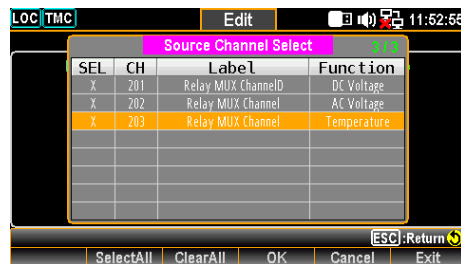 LOC TMC Edit 11:52:55
Source Channel Select 3/3
SEL CH Label Function
X 201 Relay MUX ChannelD DC Voltage
X 202 Relay MUX Channel AC Voltage
X 203 Relay MUX Channel Temperature
ESC :Return
SelectAll ClearAll OK Cancel Exit